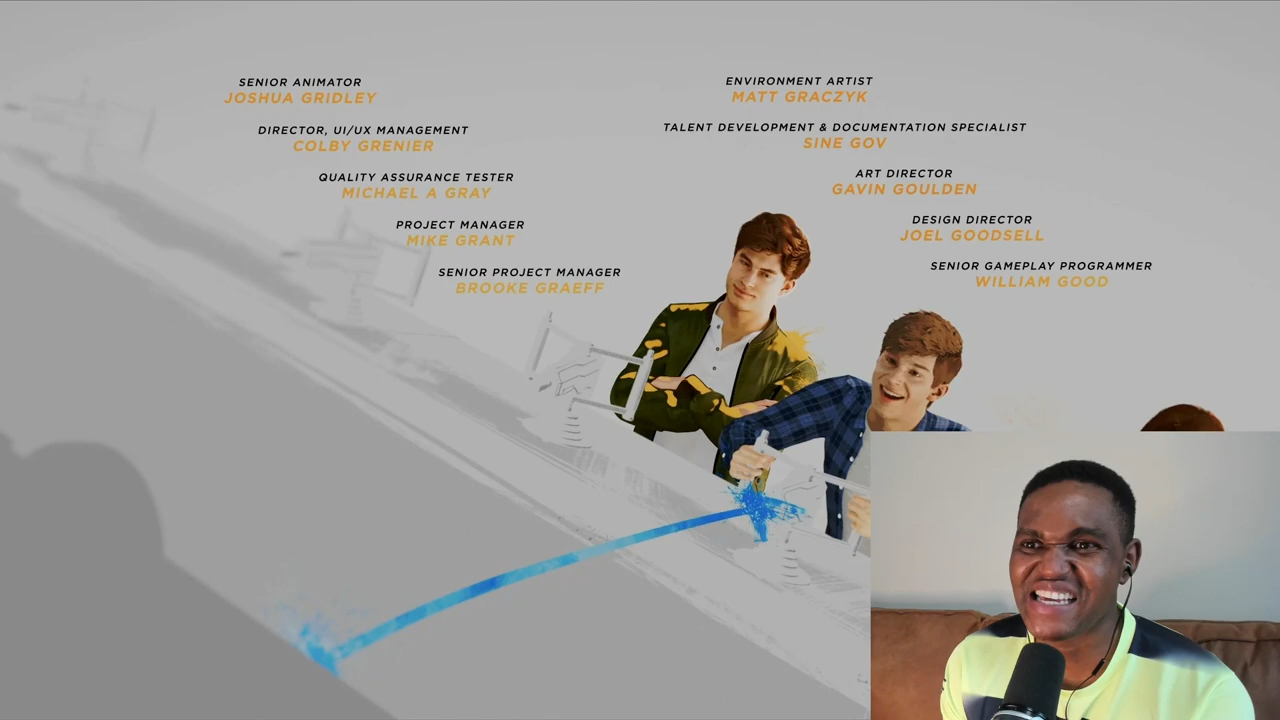 SENIOR ANIMATOR
JOSHUA GRIDLEY
DIRECTOR, UI/UX MANAGEMENT
COLBY GRENIER
QUALITY ASSURANCE TESTER
MICHAEL A GRAY
PROJECT MANAGER
MIKE GRANT
SENIOR PROJECT MANAGER
BROOKE GRAEFF
ENVIRONMENT ARTIST
MATT GRACZYK
TALENT DEVELOPMENT & DOCUMENTATION SPECIALIST
SINE GOV
ART DIRECTOR
GAVIN GOULDEN
DESIGN DIRECTOR
JOEL GOODSELL
SENIOR GAMEPLAY PROGRAMMER
WILLIAM GOOD